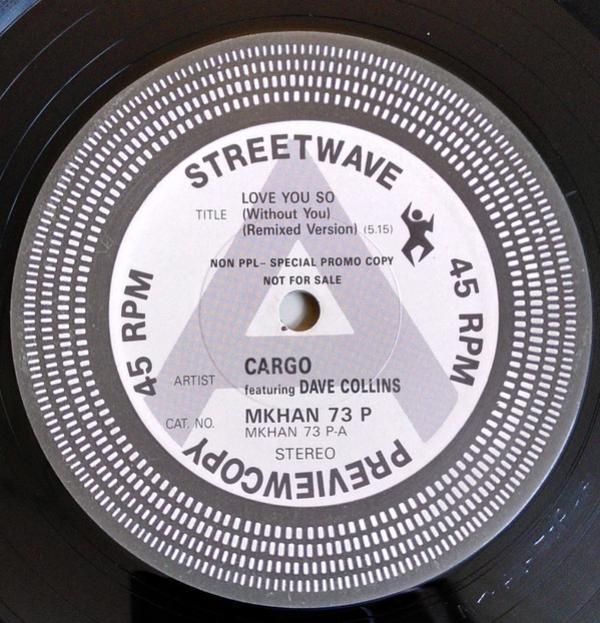 STREETWAVE
TITLE
LOVE YOU SO
(Without You)
(Remixed Version) (5.15)
NON PPL- SPECIAL PROMO COPY
NOT FOR SALE
45 RPM
45 RPM
A
ARTIST
CARGO
featuring DAVE COLLINS
CAT. NO.
MKHAN 73 P
MKHAN 73 P-A
STEREO
PREVIEWCOPY